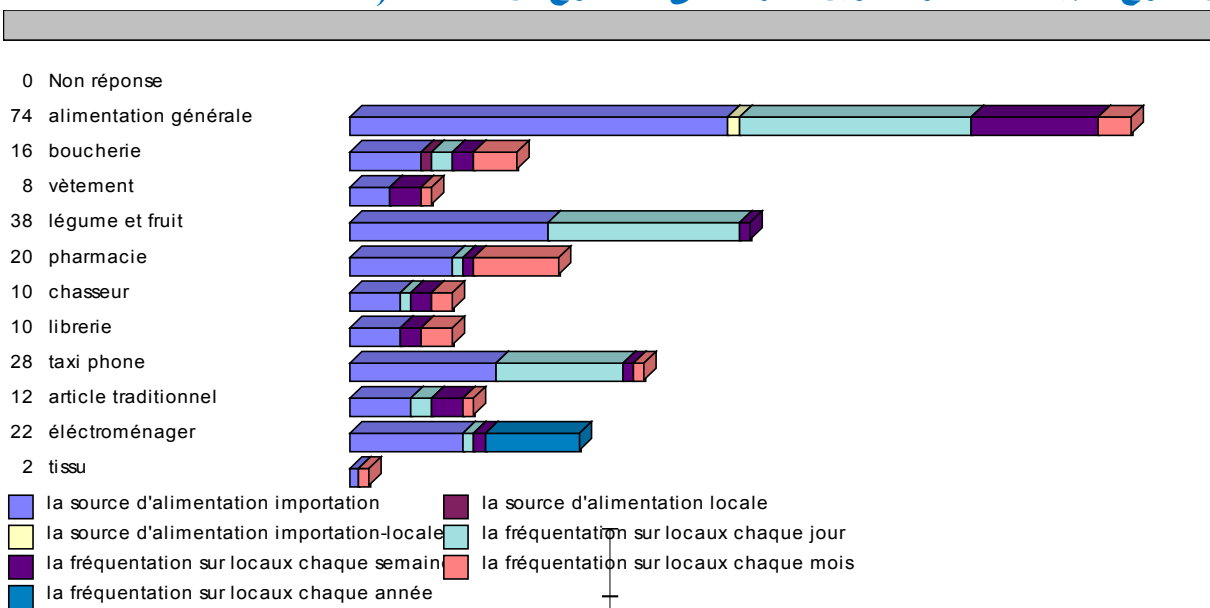 0 Non réponse
74 alimentation générale
16 boucherie
8 vètement
38 légume et fruit
20 pharmacie
10 chasseur
10 librerie
28 taxi phone
12 article traditionnel
22 éléctroménager
2 tissu
la source d'alimentation importation la source d'alimentation locale
la source d'alimentation importation-locale la fréquentation sur locaux chaque jour
la fréquentation sur locaux chaque semain la fréquentation sur locaux chaque mois
la fréquentation sur locaux chaque année